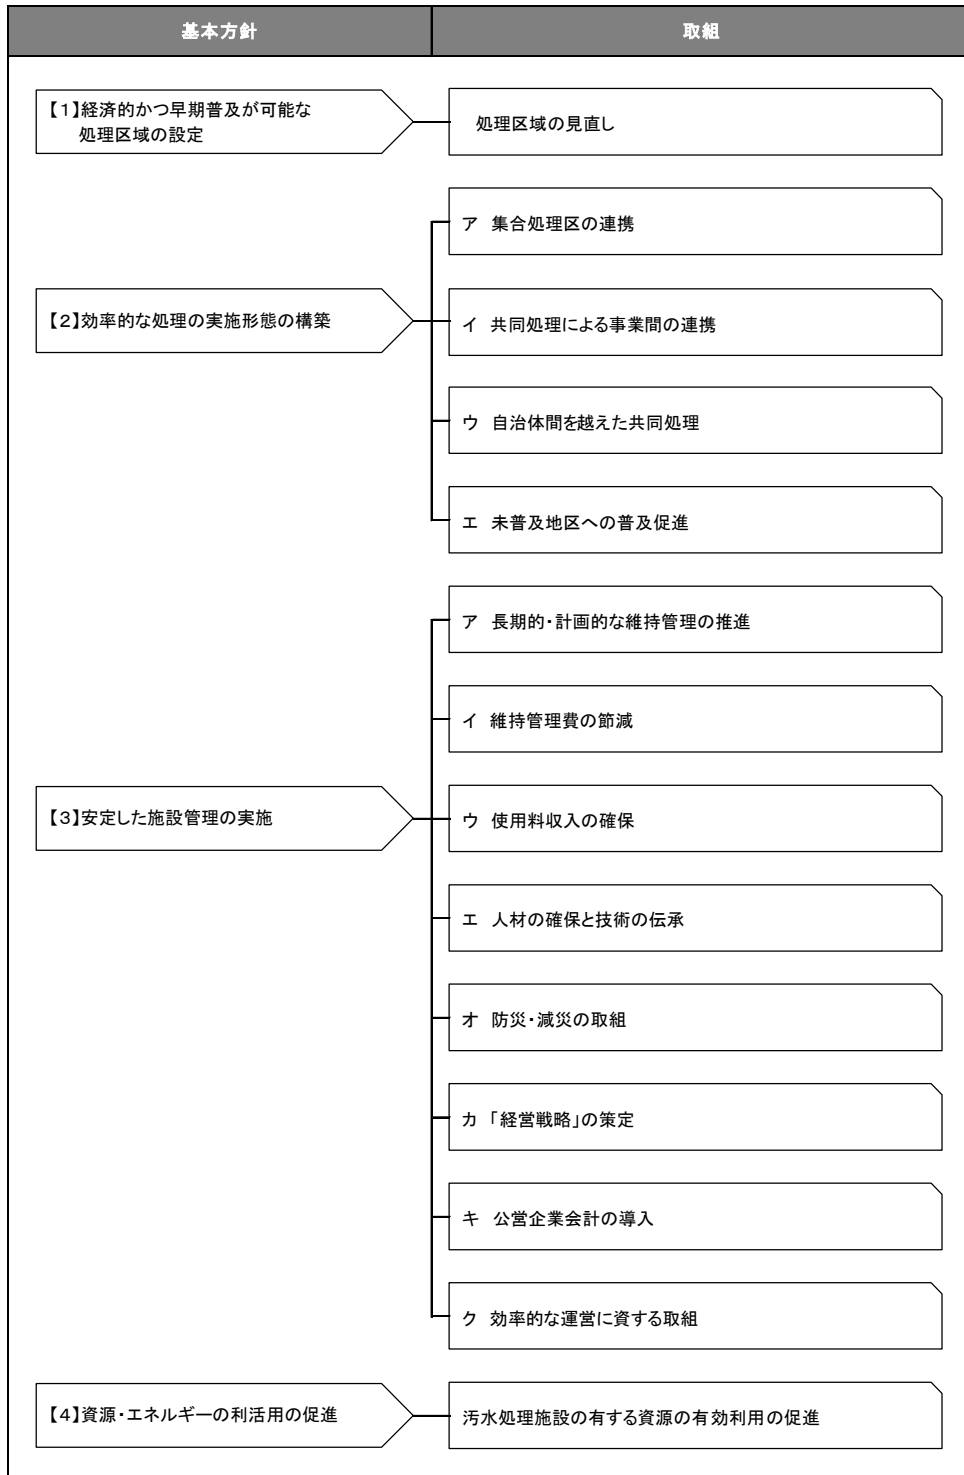 基本方針
取組
【1】経済的かつ早期普及が可能な
処理区域の設定
処理区域の見直し
【2】効率的な処理の実施形態の構築
ア 集合処理区の連携
イ 共同処理による事業間の連携
ウ 自治体間を越えた共同処理
エ 未普及地区への普及促進
【3】安定した施設管理の実施
ア 長期的・計画的な維持管理の推進
イ 維持管理費の節減
ウ 使用料収入の確保
エ 人材の確保と技術の伝承
オ 防災・減災の取組
カ 「経営戦略」の策定
キ 公営企業会計の導入
ク 効率的な運営に資する取組
【4】資源・エネルギーの利活用の促進
汚水処理施設の有する資源の有効利用の促進